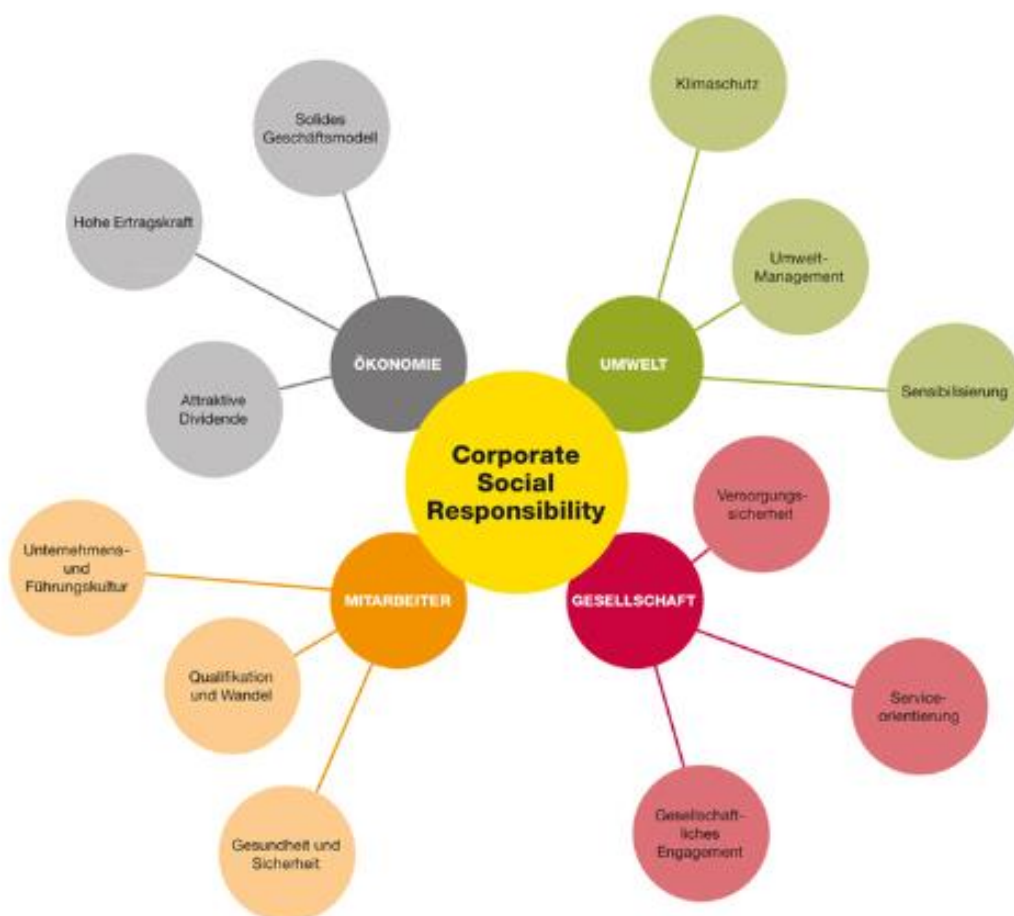 Klimaschutz
Solides
Geschäftsmodell
Hohe Ertragskraft
Umwelt-
Management
ÖKONOMIE
UMWELT
Sensibilisierung
Attraktive
Dividende
Corporate
Social
Responsibility
Versorgungs-
sicherheit
Unternehmens-
und
Führungskultur
MITARBEITER
GESELLSCHAFT
Qualifikation
und Wandel
Service-
orientierung
Gesellschaft-
liches
Engagement
Gesundheit und
Sicherheit